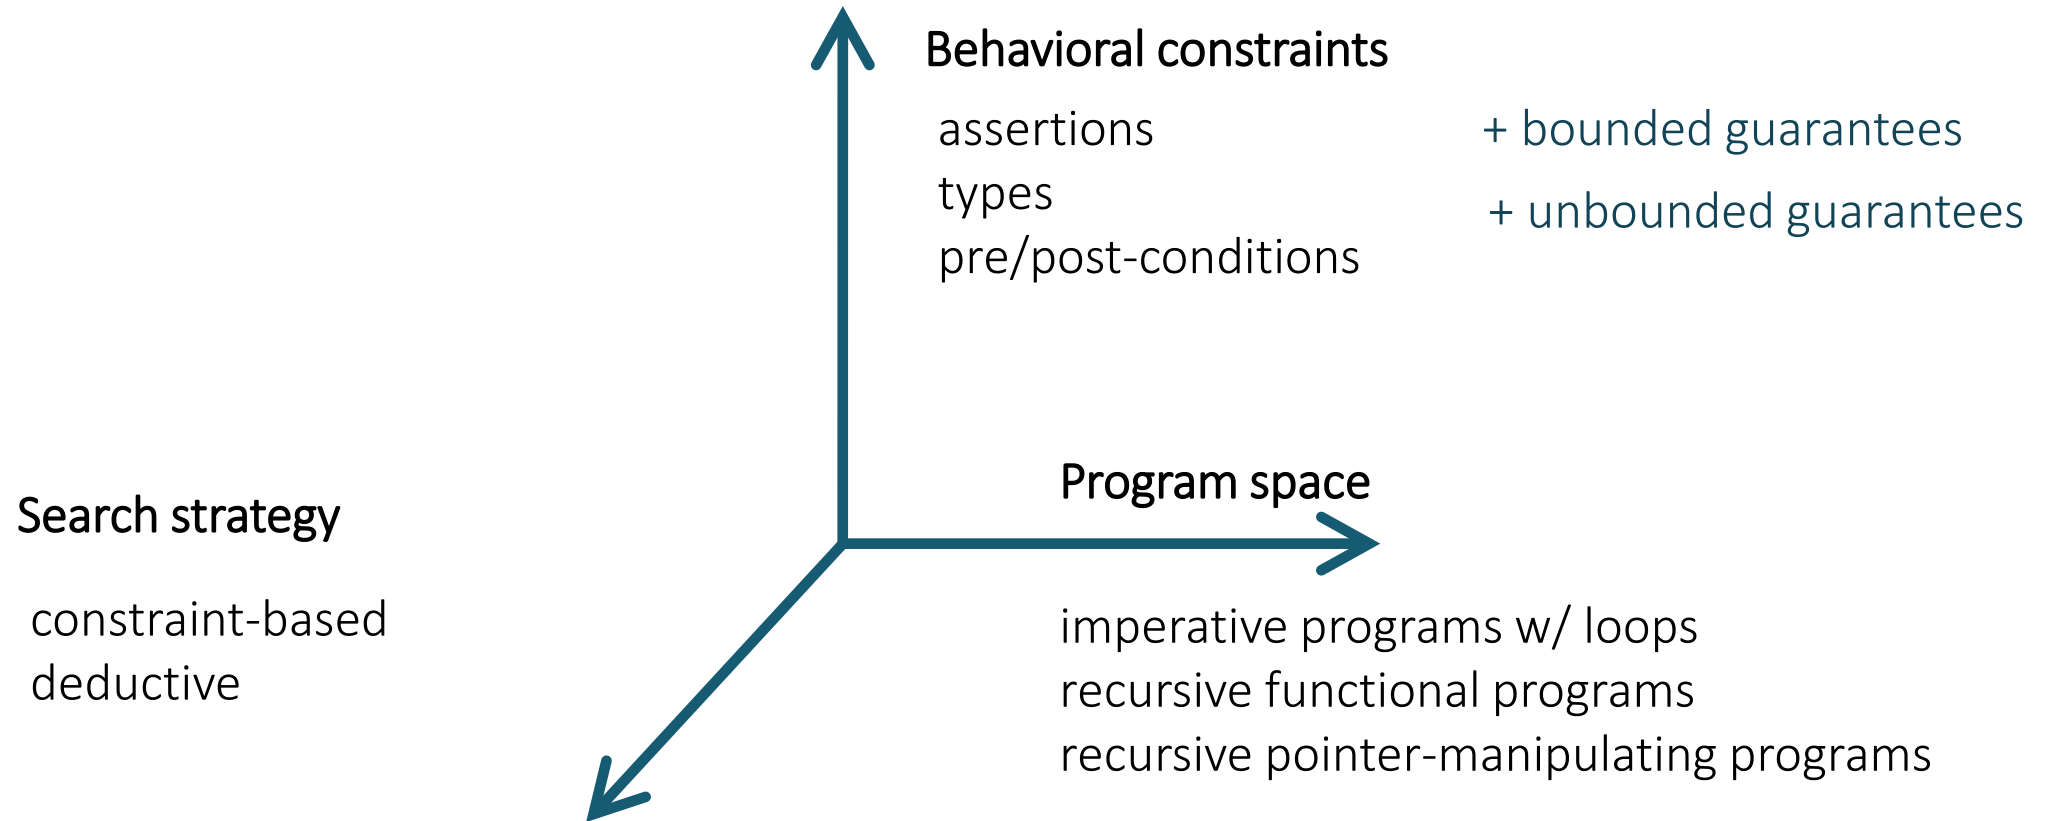 Behavioral constraints
assertions
+ bounded guarantees
types
+ unbounded guarantees
pre/post-conditions
Program space
Search strategy
constraint-based
deductive
imperative programs w/ loops
recursive functional programs
recursive pointer-manipulating programs